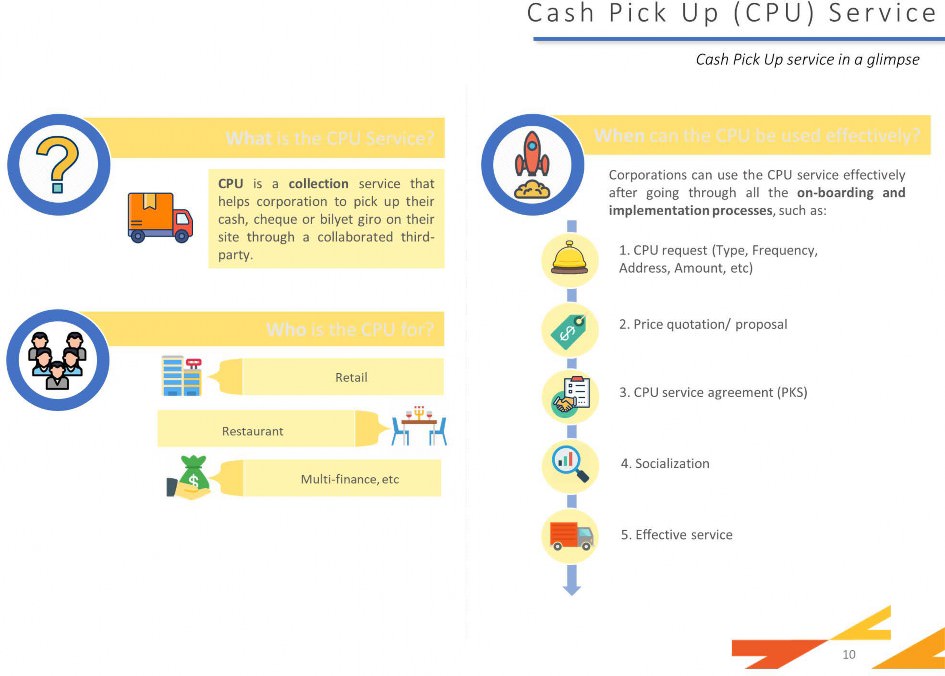 Cash Pick Up (CPU) Service
Cash Pick Up service in a glimpse
What is the CPU Service?
CPU is a collection service that
helps corporation to pick up their
cash, cheque or bilyet giro on their
site through a collaborated third-
party.
Who is the CPU for?
Retail
Restaurant
Multi-finance, etc
When can the CPU be used effectively?
Corporations can use the CPU service effectively
after going through all the on-boarding and
implementation processes, such as:
1. CPU request (Type, Frequency,
Address, Amount, etc)
2. Price quotation/ proposal
3. CPU service agreement (PKS)
4. Socialization
5. Effective service
10